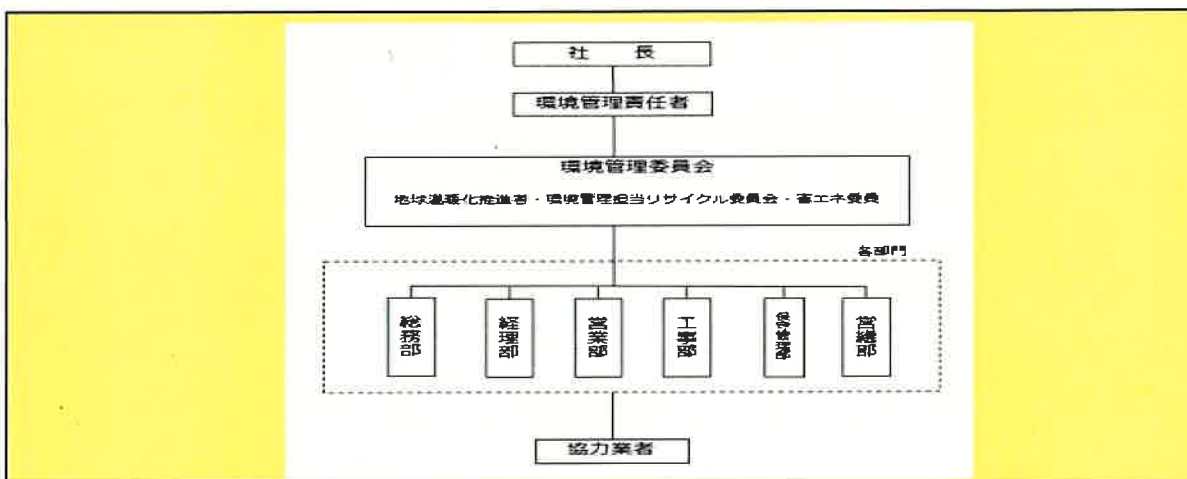 社　　長
環境管理責任者
環境管理委員会
地球温暖化推進者・環境管理担当リサイクル委員会・省エネ委員
各部門
総務部
経理部
営業部
工事部
営繕部
協力業者